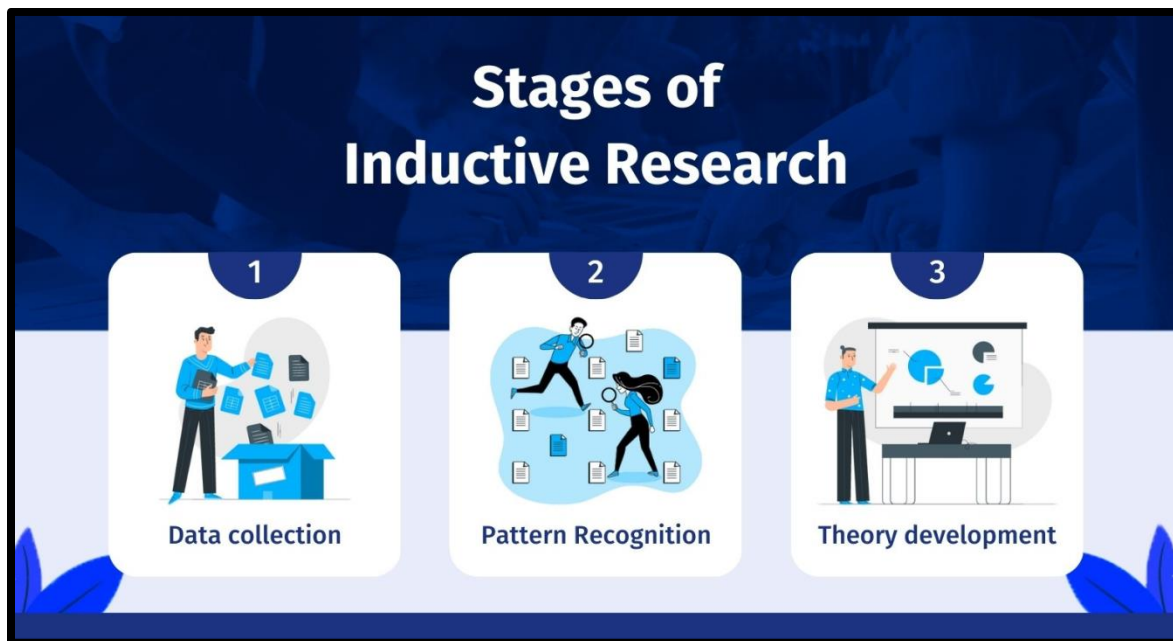 Stages of
Inductive Research
1
2
3
Data collection
Pattern Recognition
Theory development